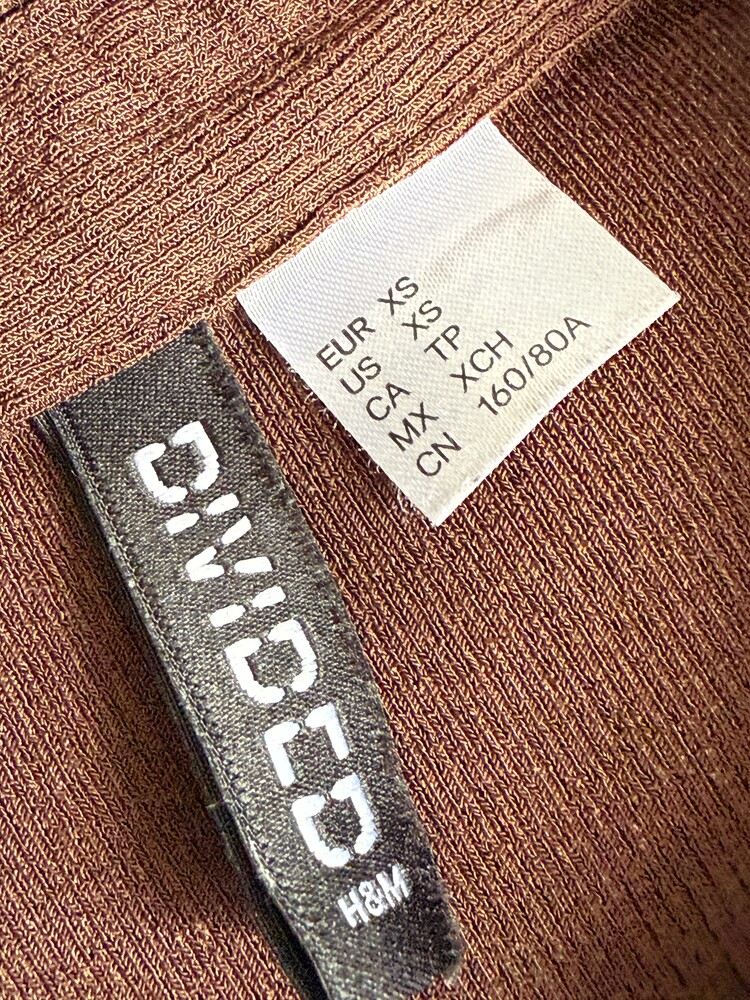 EUR XS
US XS
CA TP
MX XCH
CN 160/80A
DIVIDED
H&M